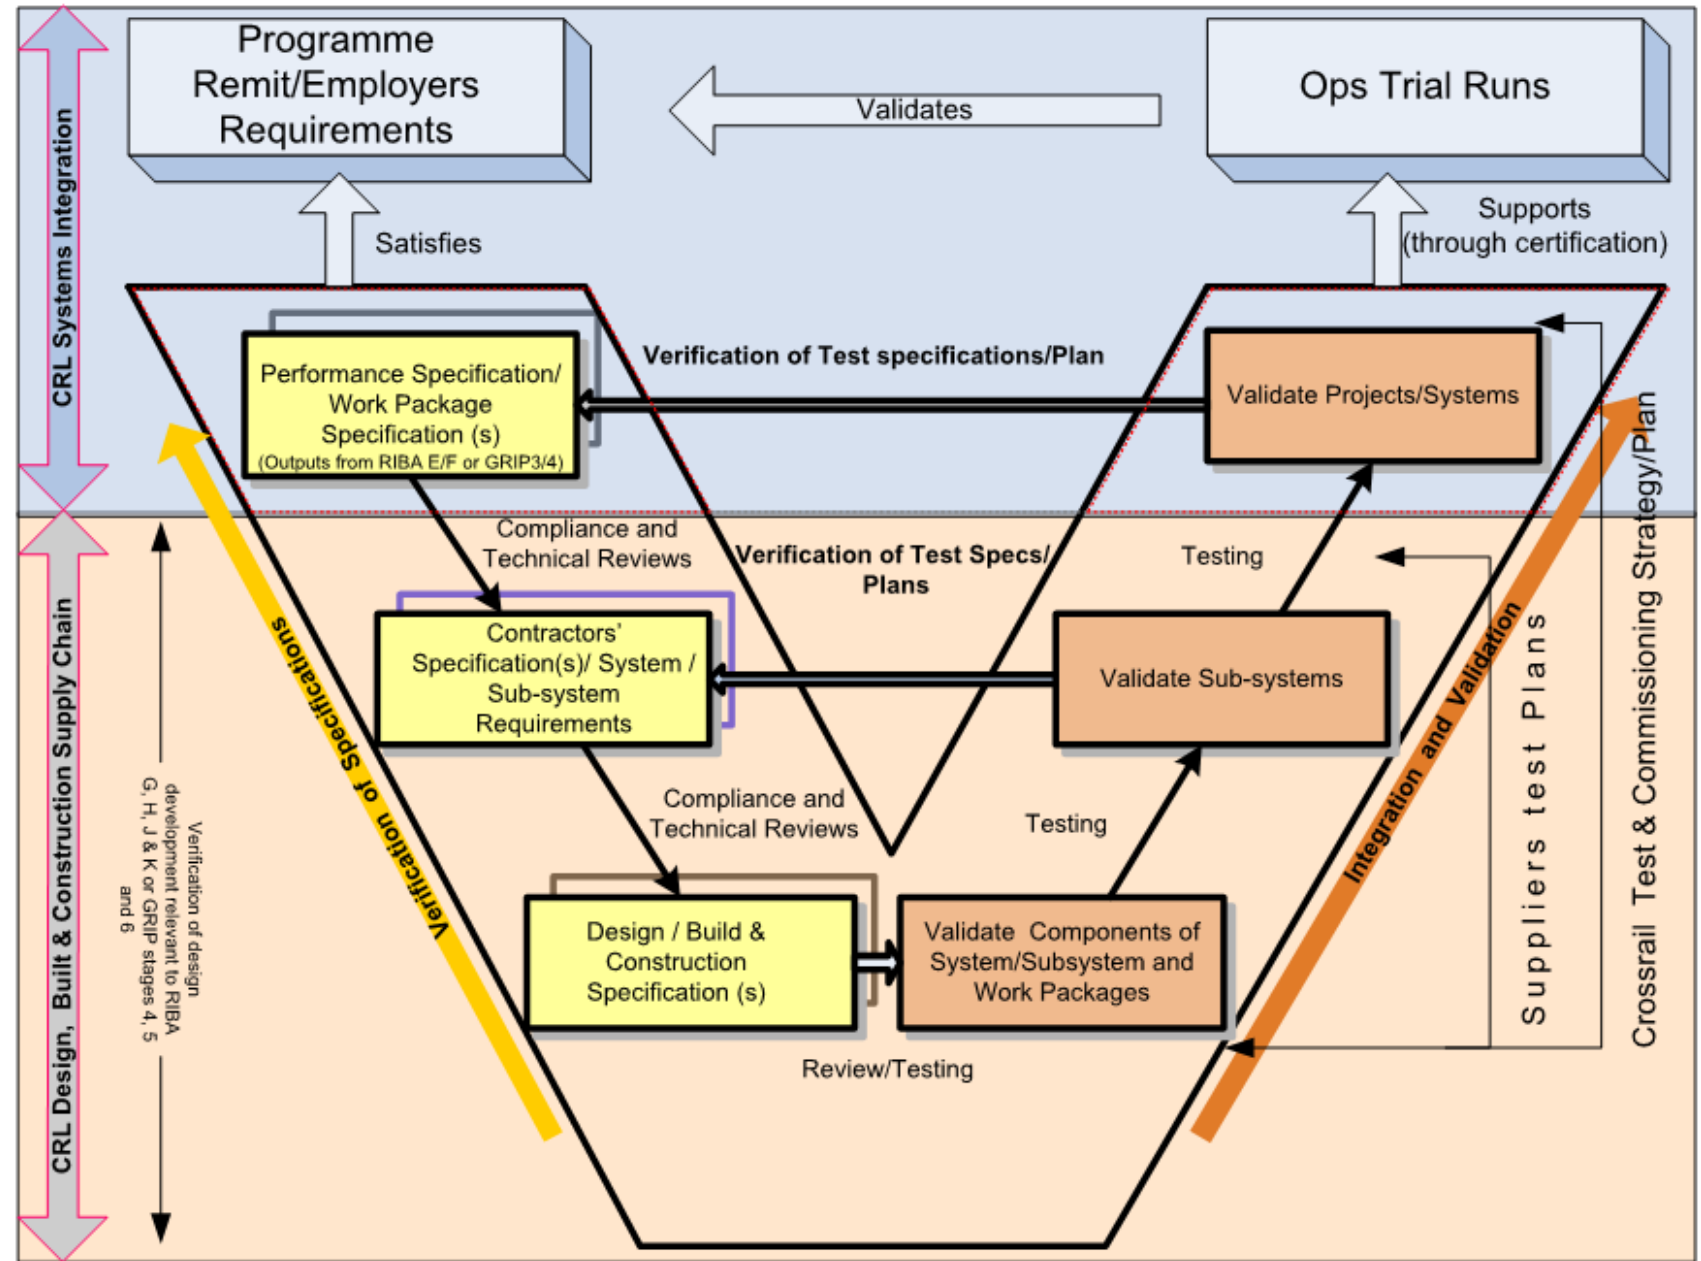 Programme
Remit/Employers
Requirements
Validates
Ops Trial Runs
Satisfies
Supports
(through certification)
CRL Systems Integration
Performance Specification/
Work Package
Specification (s)
(Outputs from RIBA E/F or GRIP3/4)
Verification of Test specifications/Plan
Validate Projects/Systems
Compliance and
Technical Reviews
Verification of Test Specs/
Plans
Testing
Contractors'
Specification(s)/ System /
Sub-system
Requirements
Validate Sub-systems
Compliance and
Technical Reviews
Testing
Design / Build &
Construction
Specification (s)
Validate Components of
System/Subsystem and
Work Packages
Review/Testing
CRL Design, Built & Construction Supply Chain
Verification of design
development relevant to RIBA
G, H, J & K or GRIP stages 4, 5
and 6
Verification of Specifications
Integration and Validation
Suppliers test Plans
Crossrail Test & Commissioning Strategy/Plan